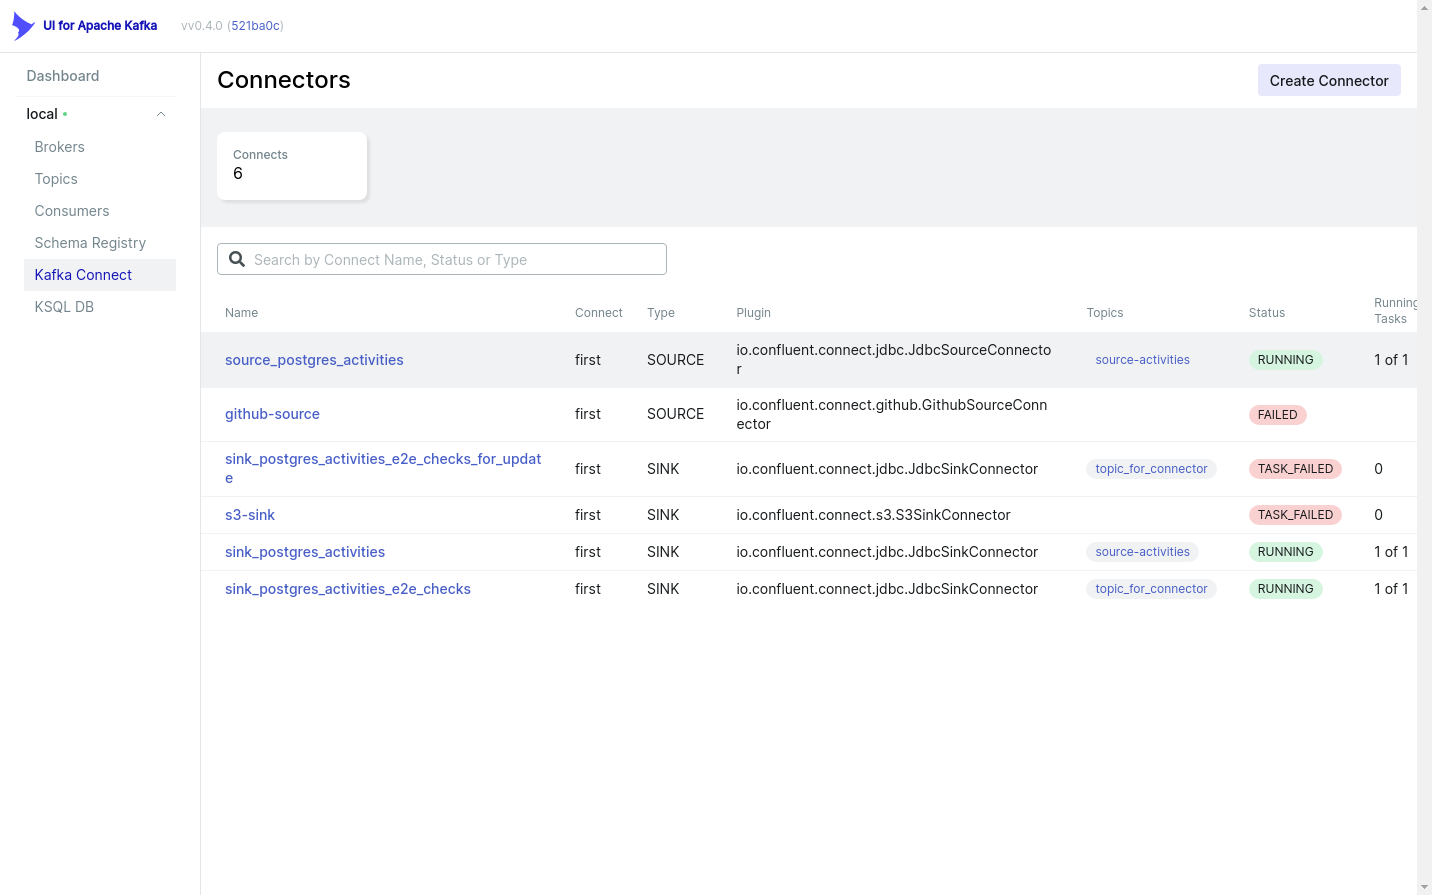 UI for Apache Kafka vv0.4.0 (521ba0c)
Dashboard
local
Brokers
Topics
Consumers
Schema Registry
Kafka Connect
KSQL DB
Connectors
Create Connector
Connects
6
Search by Connect Name, Status or Type
Name Connect Type Plugin Topics Status Running
Tasks
source_postgres_activities first SOURCE io.confluent.connect.jdbc.JdbcSourceConnecto source-activities RUNNING 1 of 1
r
github-source first SOURCE io.confluent.connect.github.GithubSourceConn FAILED
ector
sink_postgres_activities_e2e_checks_for_updat first SINK io.confluent.connect.jdbc.JdbcSinkConnector topic_for_connector TASK_FAILED 0
e
s3-sink first SINK io.confluent.connect.s3.S3SinkConnector TASK_FAILED 0
sink_postgres_activities first SINK io.confluent.connect.jdbc.JdbcSinkConnector source-activities RUNNING 1 of 1
sink_postgres_activities_e2e_checks first SINK io.confluent.connect.jdbc.JdbcSinkConnector topic_for_connector RUNNING 1 of 1